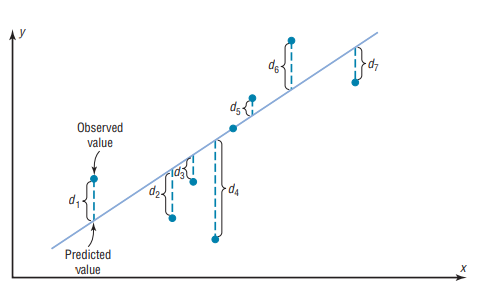 y
d6
d7
d5
Observed
value
d3
d1
d2
d4
Predicted
value
x